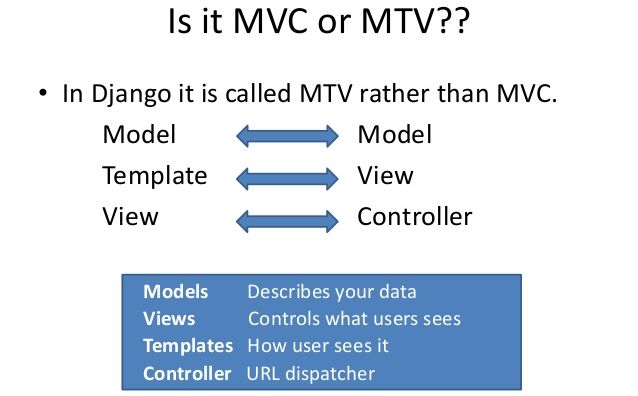 Is it MVC or MTV??
• In Django it is called MTV rather than MVC.
Model Model
Template View
View Controller
Models Describes your data
Views Controls what users sees
Templates How user sees it
Controller URL dispatcher